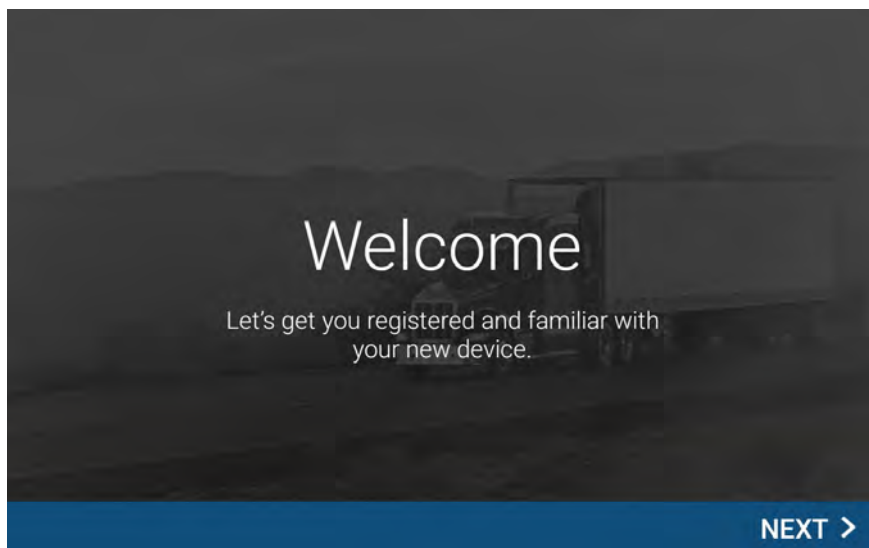 Welcome
Let's get you registered and familiar with
your new device.
NEXT >